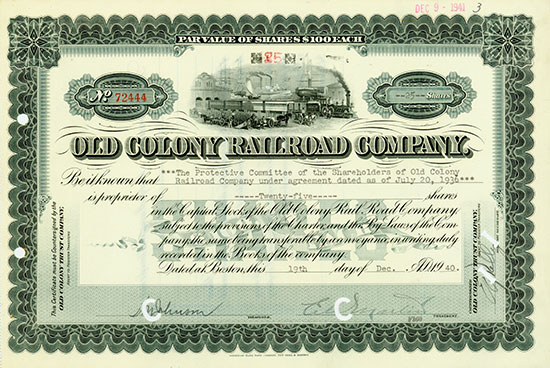 DEC 9 - 1941 3
PAR VALUE OF SHARES $100 EACH
25
No 72444
--25-- Shares
OLD COLONY RAILROAD COMPANY.
Be it known that ***The Protective Committee of the Shareholders of Old Colony
Railroad Company under agreement dated as of July 20, 1936***
is proprietor of -----Twenty-five----- shares
in the Capital Stock of the Old Colony Rail Road Company
subject to the provisions of the Charter, and the By-Laws of the Com-
pany, the same being transferable by a conveyance, in writing, duly
recorded in the Books of the company.
Dated at Boston, this 19th day of Dec. A.D. 1940.
This Certificate must be Countersigned by the
OLD COLONY TRUST COMPANY.
OLD COLONY TRUST COMPANY,
C C